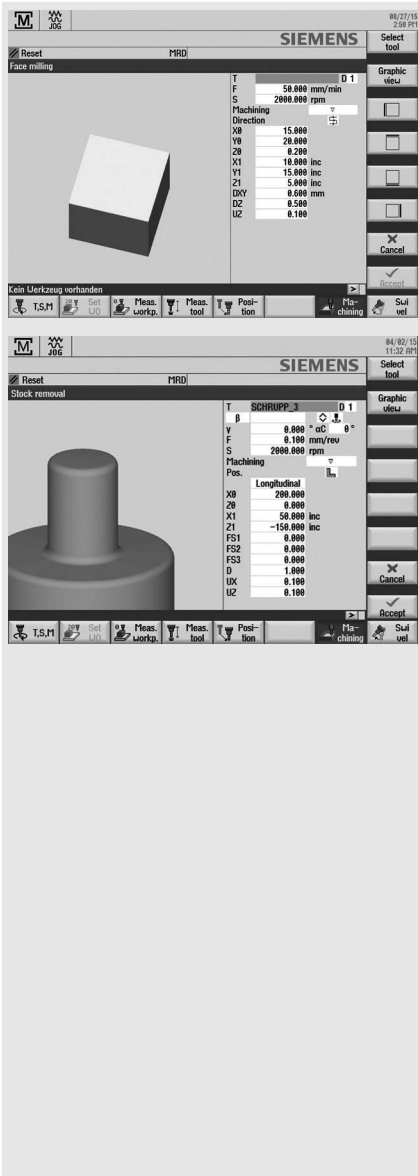 M
JOG
08/27/15
2:50 PM
SIEMENS
Select tool
Reset
MRD
Face milling
Graphic view
T D 1
F 50.000 mm/min
S 2000.000 rpm
Machining ▽
Direction
X0 15.000
Y0 20.000
Z0 0.200
X1 10.000 inc
Y1 15.000 inc
Z1 5.000 inc
DXY 0.600 mm
DZ 0.500
UZ 0.100
Cancel
Accept
Kein Werkzeug vorhanden
>
T,S,M
Set WO
Meas. workp.
Meas. tool
Posi- tion
Ma- chining
Swi vel
M
JOG
04/02/15
11:32 AM
SIEMENS
Select tool
Reset
MRD
Stock removal
Graphic view
T SCHRUPP_3 D 1
β
γ 0.000 ° αC 0°
F 0.100 mm/rev
S 2000.000 rpm
Machining ▽
Pos.
Longitudinal
X0 200.000
Z0 0.000
X1 50.000 inc
Z1 -150.000 inc
FS1 0.000
FS2 0.000
FS3 0.000
D 1.000
UX 0.100
UZ 0.100
Cancel
Accept
>
T,S,M
Set WO
Meas. workp.
Meas. tool
Posi- tion
Ma- chining
Swi vel